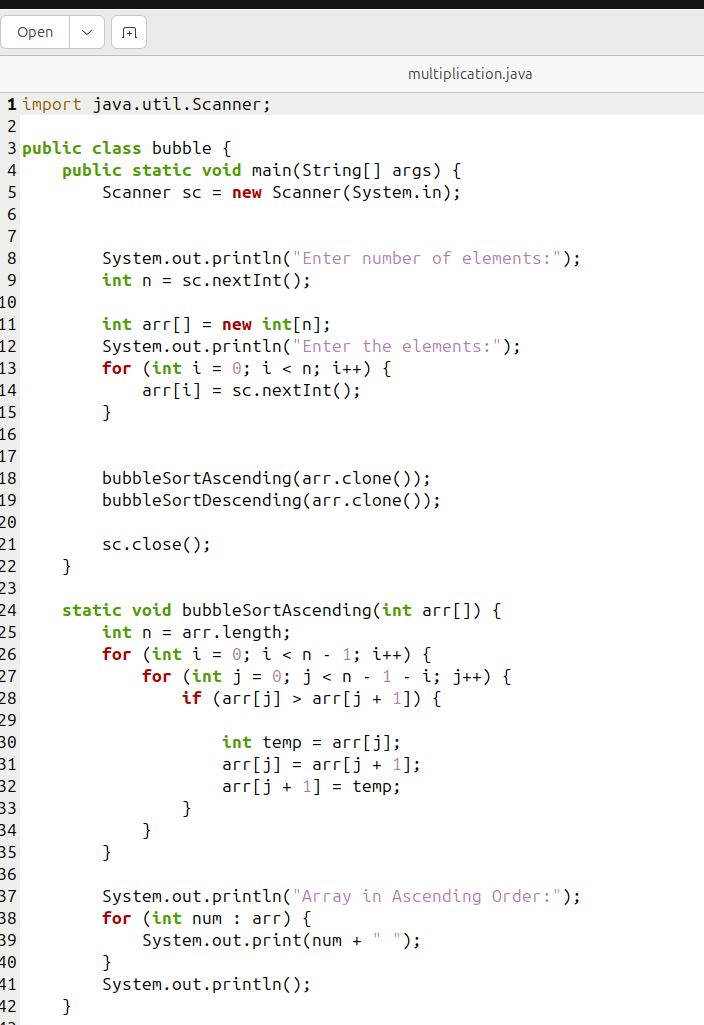 Open
multiplication.java
1 import java.util.Scanner;
2
3 public class bubble {
4     public static void main(String[] args) {
5         Scanner sc = new Scanner(System.in);
6
7
8         System.out.println("Enter number of elements:");
9         int n = sc.nextInt();
10
11         int arr[] = new int[n];
12         System.out.println("Enter the elements:");
13         for (int i = 0; i < n; i++) {
14             arr[i] = sc.nextInt();
15         }
16
17
18         bubbleSortAscending(arr.clone());
19         bubbleSortDescending(arr.clone());
20
21         sc.close();
22     }
23
24     static void bubbleSortAscending(int arr[]) {
25         int n = arr.length;
26         for (int i = 0; i < n - 1; i++) {
27             for (int j = 0; j < n - 1 - i; j++) {
28                 if (arr[j] > arr[j + 1]) {
29
30                     int temp = arr[j];
31                     arr[j] = arr[j + 1];
32                     arr[j + 1] = temp;
33                 }
34             }
35         }
36
37         System.out.println("Array in Ascending Order:");
38         for (int num : arr) {
39             System.out.print(num + " ");
40         }
41         System.out.println();
42     }